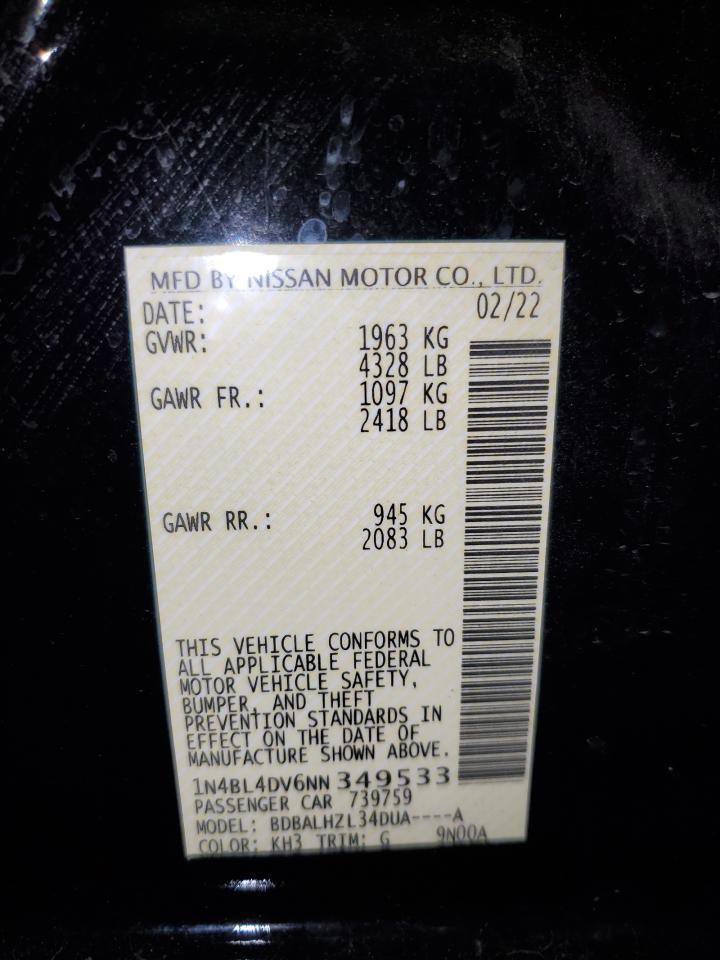 MFD BY NISSAN MOTOR CO., LTD.
DATE: 02/22
GVWR: 1963 KG
4328 LB
GAWR FR.: 1097 KG
2418 LB
GAWR RR.: 945 KG
2083 LB
THIS VEHICLE CONFORMS TO
ALL APPLICABLE FEDERAL
MOTOR VEHICLE SAFETY,
BUMPER, AND THEFT
PREVENTION STANDARDS IN
EFFECT ON THE DATE OF
MANUFACTURE SHOWN ABOVE.
1N4BL4DV6NN349533
PASSENGER CAR 739759
MODEL: BDBALHZL34DUA----A
COLOR: KH3 TRIM: G 9N00A